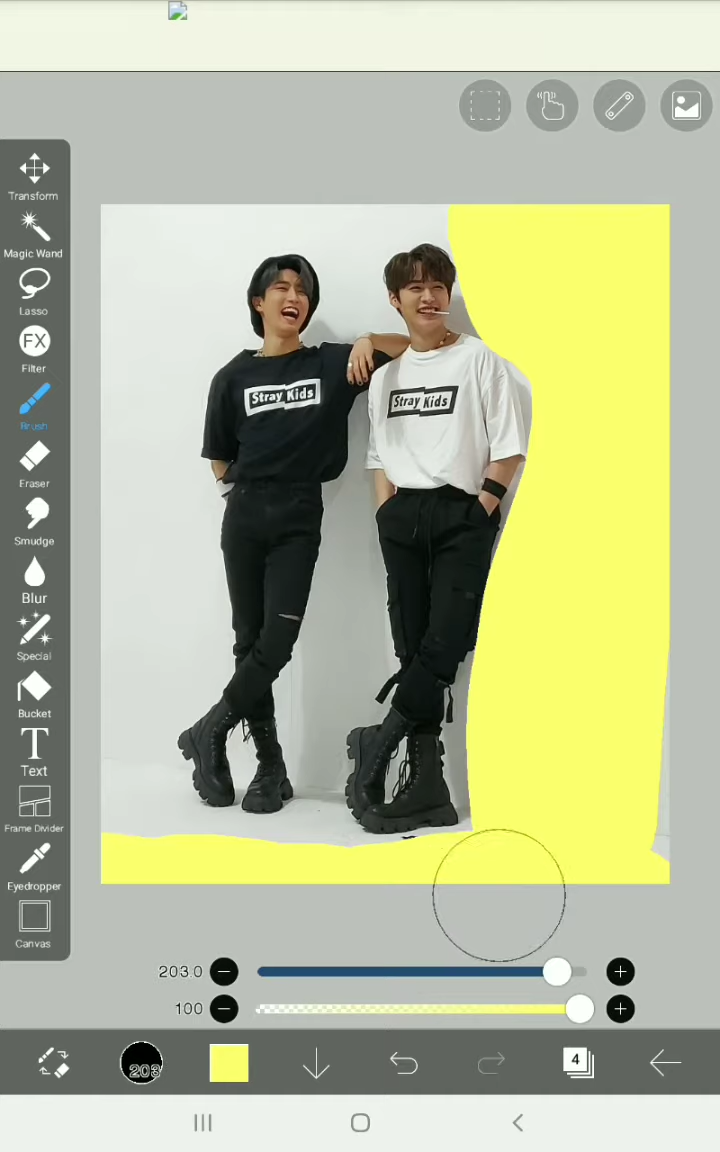 Transform
Magic Wand
Lasso
FX
Filter
Brush
Eraser
Smudge
Blur
Special
Bucket
T
Text
Frame Divider
Eyedropper
Canvas
Stray Kids
Stray Kids
203.0
100
203
4